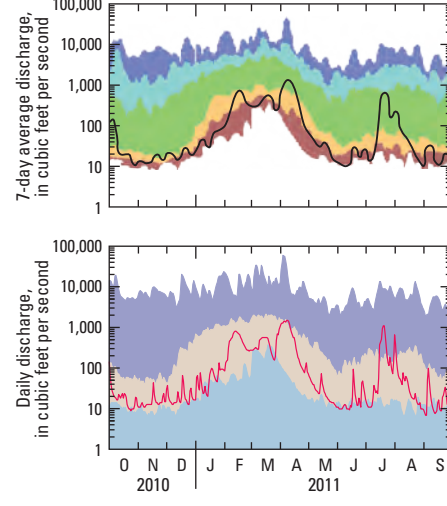 7-day average discharge,
in cubic feet per second
100,000
10,000
1,000
100
10
1
Daily discharge,
in cubic feet per second
100,000
10,000
1,000
100
10
1
O N D J F M A M J J A S
2010 2011